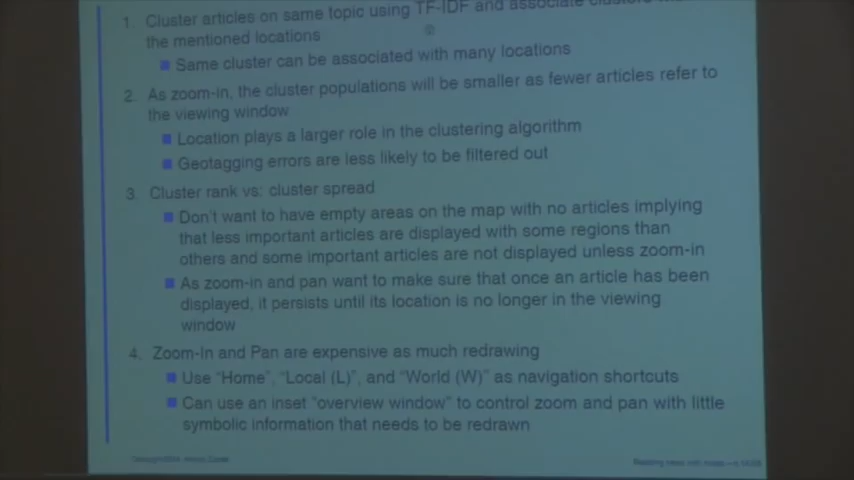 1. Cluster articles on same topic using TF-IDF and associate clusters
the mentioned locations
Same cluster can be associated with many locations
2. As zoom-in, the cluster populations will be smaller as fewer articles refer to
the viewing window
Location plays a larger role in the clustering algorithm
Geotagging errors are less likely to be filtered out
3. Cluster rank vs: cluster spread
Don't want to have empty areas on the map with no articles implying
that less important articles are displayed with some regions than
others and some important articles are not displayed unless zoom-in
As zoom-in and pan want to make sure that once an article has been
displayed, it persists until its location is no longer in the viewing
window
4. Zoom-In and Pan are expensive as much redrawing
Use "Home", "Local (L)", and "World (W)" as navigation shortcuts
Can use an inset "overview window" to control zoom and pan with little
symbolic information that needs to be redrawn